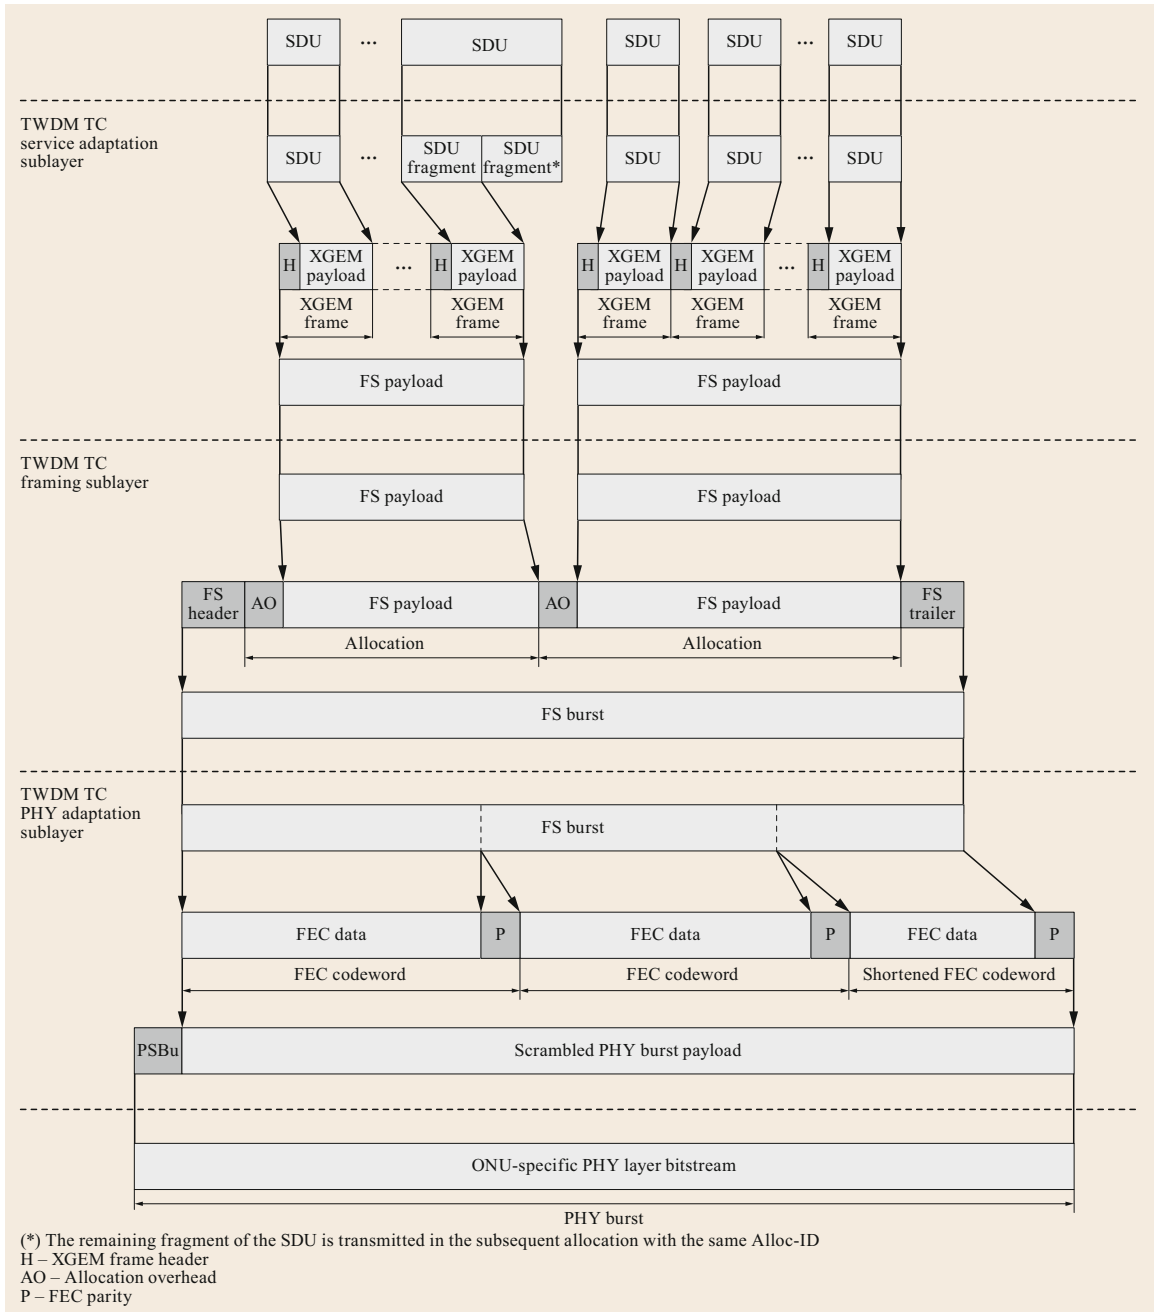 SDU ... SDU SDU SDU ... SDU
TWDM TC
service adaptation
sublayer
SDU ... SDU
fragment SDU
fragment* SDU SDU ... SDU
H XGEM
payload ... H XGEM
payload H XGEM
payload H XGEM
payload ... H XGEM
payload
XGEM
frame XGEM
frame XGEM
frame XGEM
frame XGEM
frame
FS payload FS payload
TWDM TC
framing sublayer
FS payload FS payload
FS
header AO FS payload AO FS payload FS
trailer
Allocation Allocation
FS burst
TWDM TC
PHY adaptation
sublayer
FS burst
FEC data P FEC data P FEC data P
FEC codeword FEC codeword Shortened FEC codeword
PSBu Scrambled PHY burst payload
ONU-specific PHY layer bitstream
PHY burst
(*) The remaining fragment of the SDU is transmitted in the subsequent allocation with the same Alloc-ID
H – XGEM frame header
AO – Allocation overhead
P – FEC parity